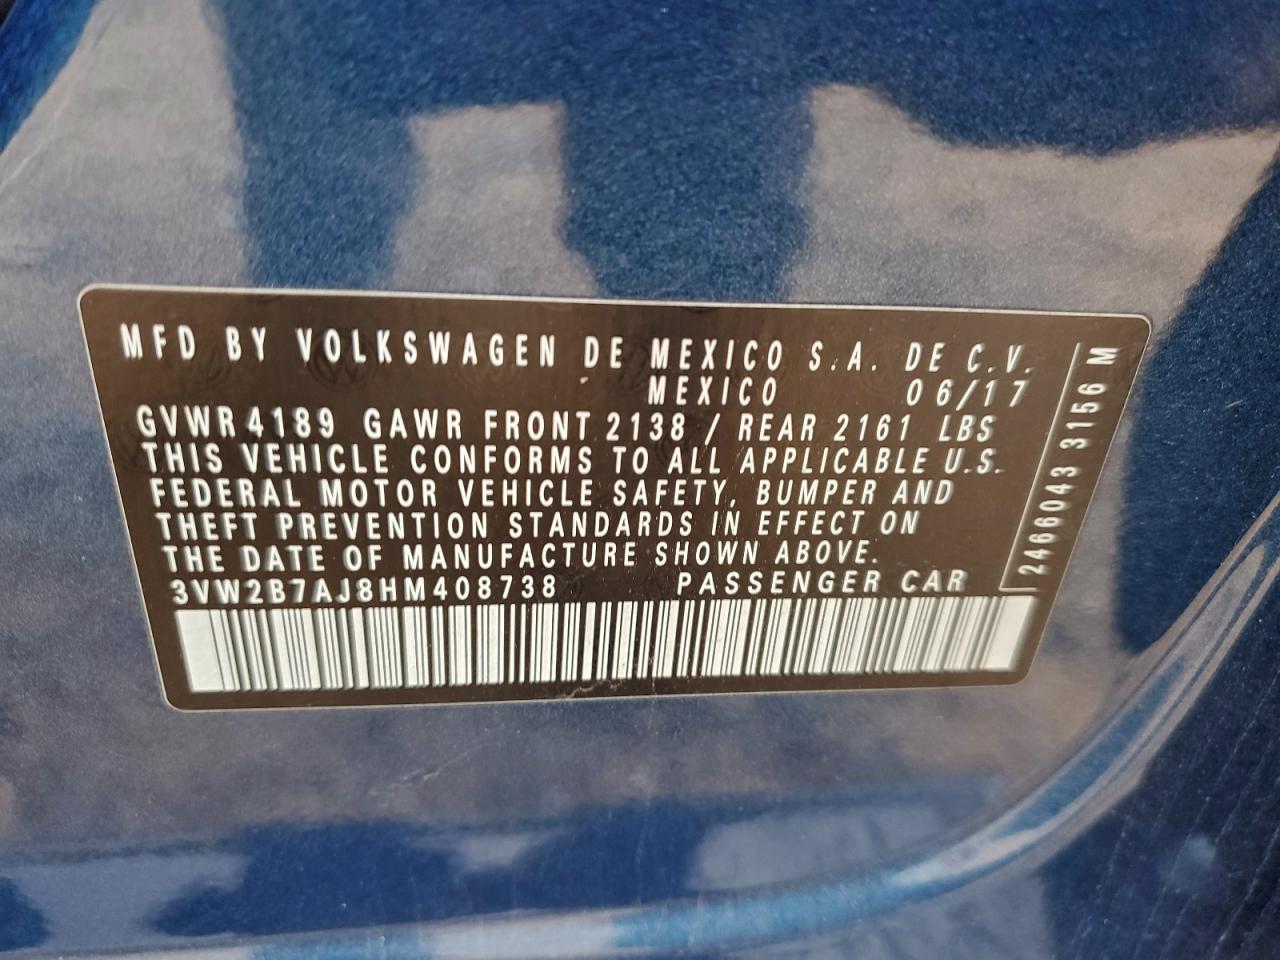 MFD BY VOLKSWAGEN DE MEXICO S.A. DE C.V.
MEXICO 06/17
GVWR 4189 GAWR FRONT 2138 / REAR 2161 LBS
THIS VEHICLE CONFORMS TO ALL APPLICABLE U.S.
FEDERAL MOTOR VEHICLE SAFETY, BUMPER AND
THEFT PREVENTION STANDARDS IN EFFECT ON
THE DATE OF MANUFACTURE SHOWN ABOVE.
3VW2B7AJ8HM408738 PASSENGER CAR
2466043 3156 M